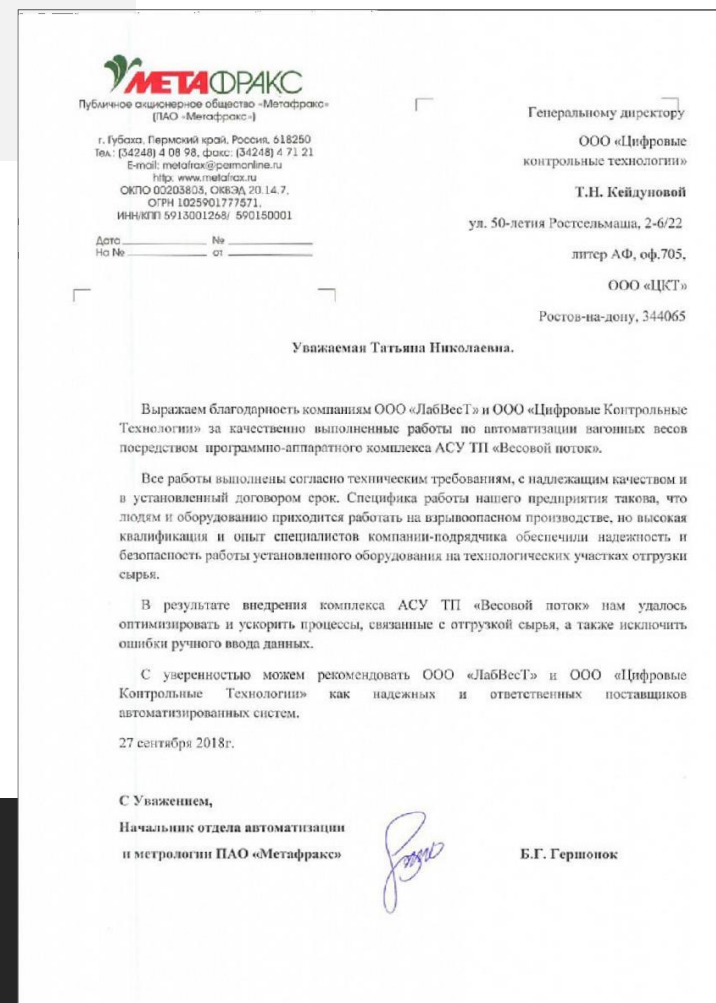 МЕТАФРАКС
Публичное акционерное общество «Метафракс»
(ПАО «Метафракс»)
г. Губаха, Пермский край, Россия, 618250
Тел.: (34248) 4 08 98, факс: (34248) 4 71 21
E-mail: metafrax@permonline.ru
http: www.metafrax.ru
ОКПО 00203803, ОКВЭД 20.14.7,
ОГРН 1025901777571,
ИНН/КПП 5913001268/ 590150001
Дата № 
На № от
Генеральному директору
ООО «Цифровые
контрольные технологии»
Т.Н. Кейдуновой
ул. 50-летия Ростсельмаша, 2-6/22
литер АФ, оф.705,
ООО «ЦКТ»
Ростов-на-дону, 344065
Уважаемая Татьяна Николаевна.
Выражаем благодарность компаниям ООО «ЛабВесТ» и ООО «Цифровые Контрольные
Технологии» за качественно выполненные работы по автоматизации вагонных весов
посредством программно-аппаратного комплекса АСУ ТП «Весовой поток».
Все работы выполнены согласно техническим требованиям, с надлежащим качеством и
в установленный договором срок. Специфика работы нашего предприятия такова, что
людям и оборудованию приходится работать на взрывоопасном производстве, но высокая
квалификация и опыт специалистов компании-подрядчика обеспечили надежность и
безопасность работы установленного оборудования на технологических участках отгрузки
сырья.
В результате внедрения комплекса АСУ ТП «Весовой поток» нам удалось
оптимизировать и ускорить процессы, связанные с отгрузкой сырья, а также исключить
ошибки ручного ввода данных.
С уверенностью можем рекомендовать ООО «ЛабВесТ» и ООО «Цифровые
Контрольные Технологии» как надежных и ответственных поставщиков
автоматизированных систем.
27 сентября 2018г.
С Уважением,
Начальник отдела автоматизации
и метрологии ПАО «Метафракс» Б.Г. Гершонок